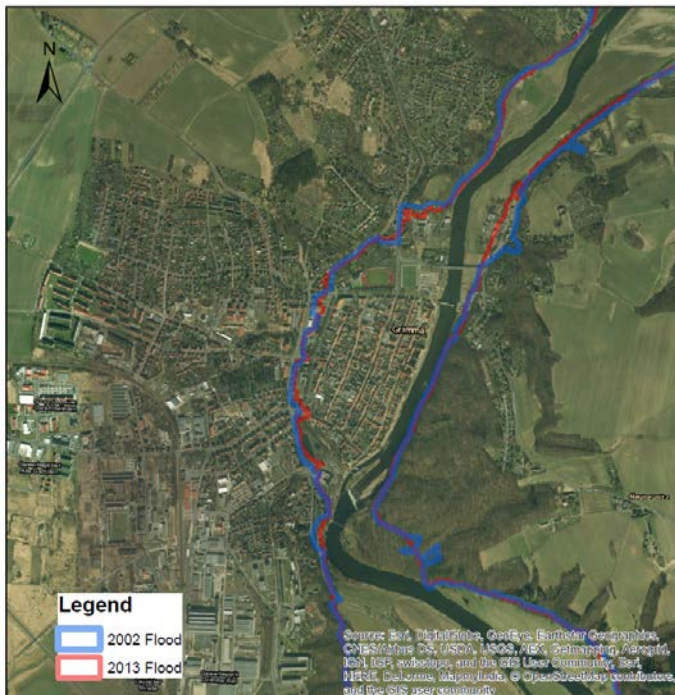 N
Grimma
Legend
2002 Flood
2013 Flood
Source: Esri, DigitalGlobe, GeoEye, Earthstar Geographics,
CNES/Airbus DS, USDA, USGS, AEX, Getmapping, Aerogrid,
IGN, IGP, swisstopo, and the GIS User Community, Esri,
HERE, DeLorme, MapmyIndia, © OpenStreetMap contributors,
and the GIS user community